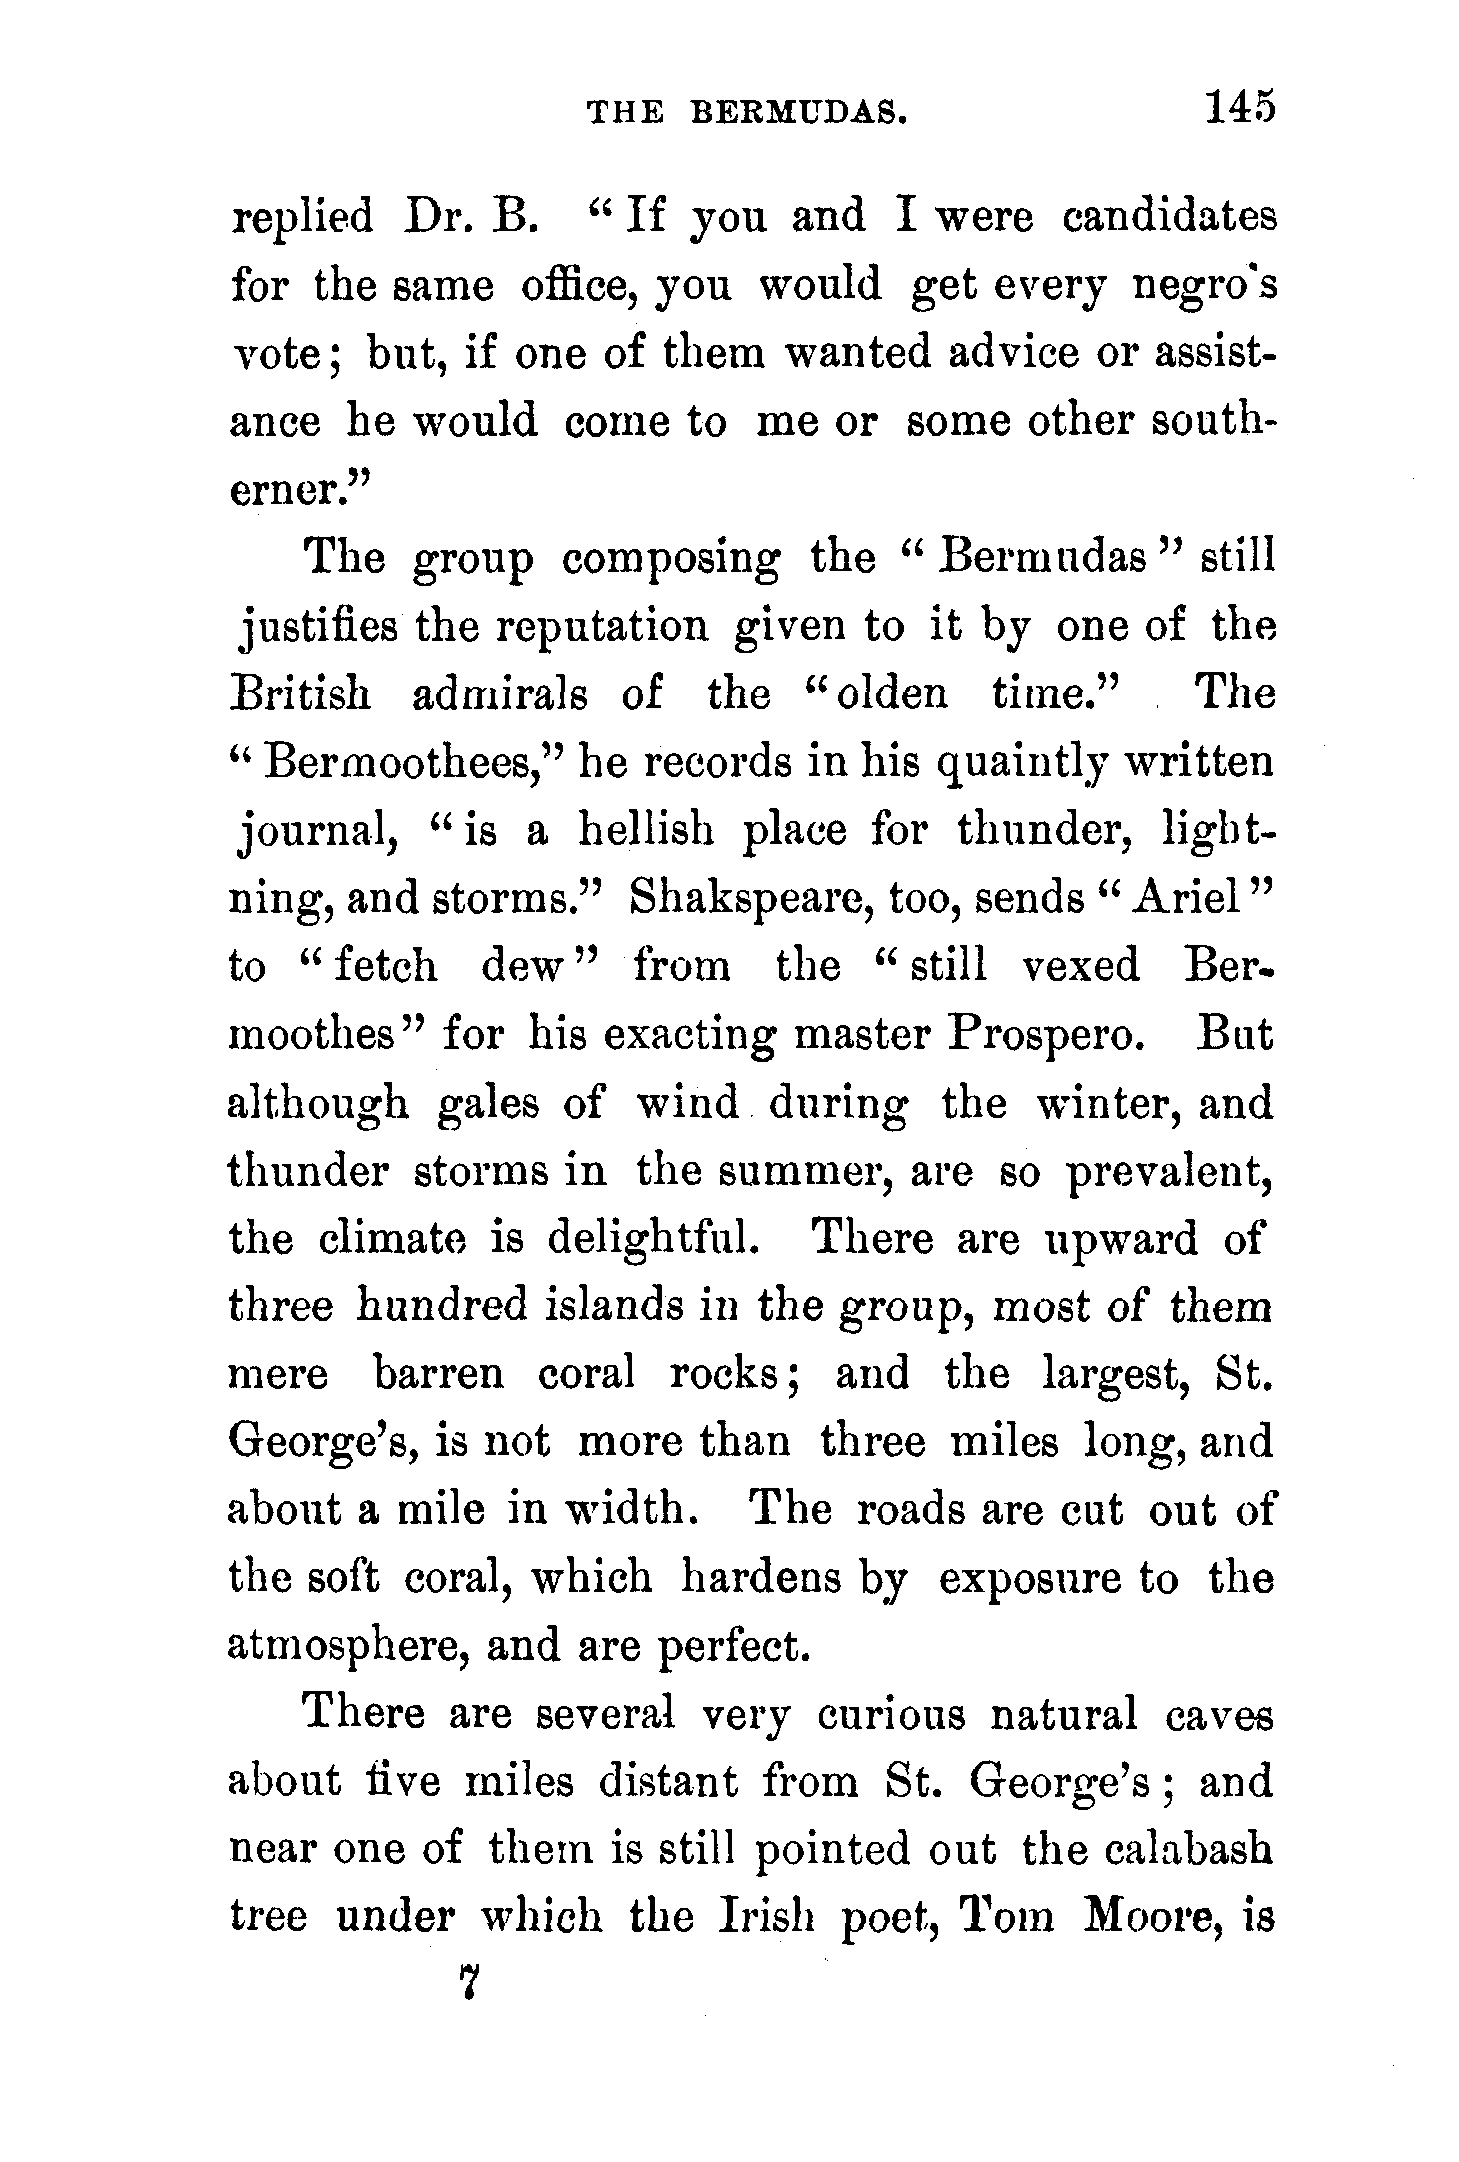 THE BERMUDAS. 145
replied Dr. B. “ If you and I were candidates
for the same office, you would get every negro's
vote; but, if one of them wanted advice or assist-
ance he would come to me or some other south-
erner.”
The group composing the “ Bermudas ” still
justifies the reputation given to it by one of the
British admirals of the “ olden time.” The
“ Bermoothees,” he records in his quaintly written
journal, “ is a hellish place for thunder, light-
ning, and storms.” Shakspeare, too, sends “ Ariel ”
to “ fetch dew ” from the “ still vexed Ber-
moothes ” for his exacting master Prospero. But
although gales of wind during the winter, and
thunder storms in the summer, are so prevalent,
the climate is delightful. There are upward of
three hundred islands in the group, most of them
mere barren coral rocks; and the largest, St.
George’s, is not more than three miles long, and
about a mile in width. The roads are cut out of
the soft coral, which hardens by exposure to the
atmosphere, and are perfect.
There are several very curious natural caves
about five miles distant from St. George’s ; and
near one of them is still pointed out the calabash
tree under which the Irish poet, Tom Moore, is
7